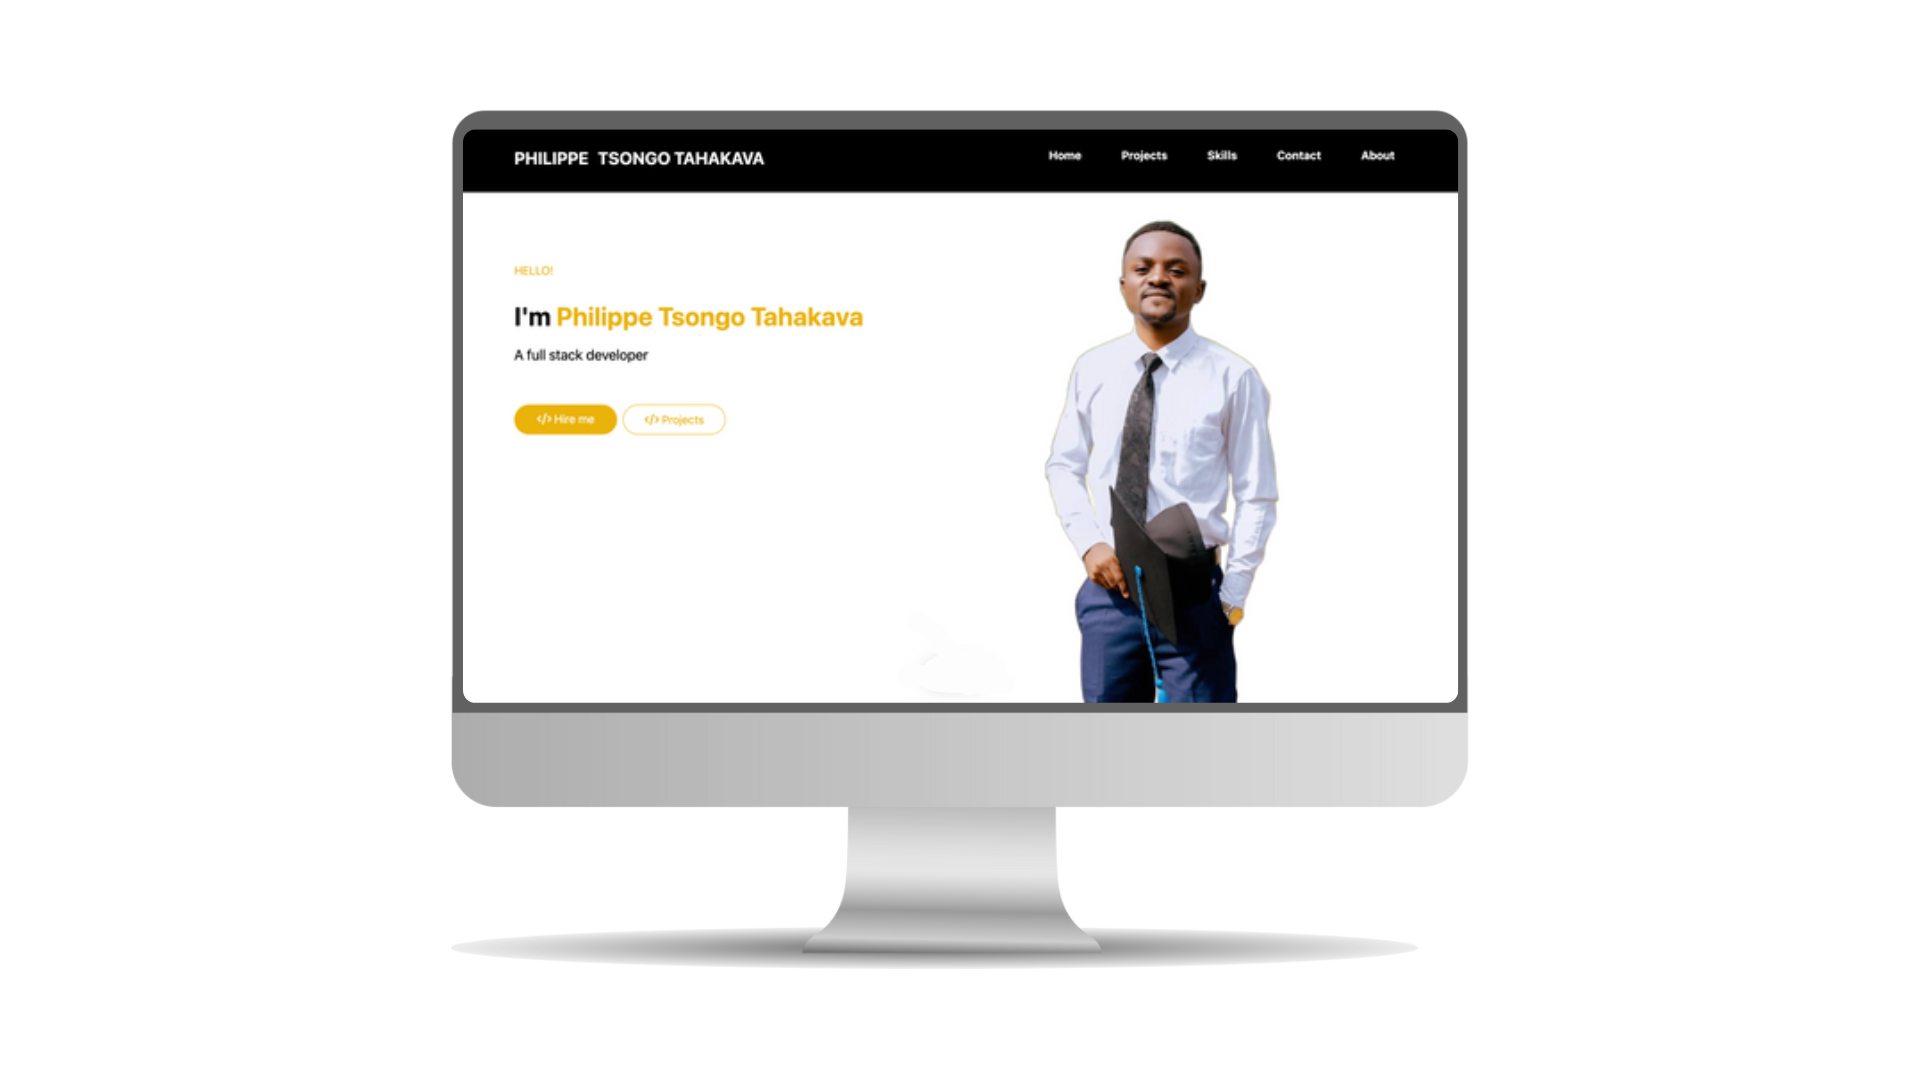 PHILIPPE TSONGO TAHAKAVA
Home Projects Skills Contact About
HELLO!
I'm Philippe Tsongo Tahakava
A full stack developer
</> Hire me </> Projects